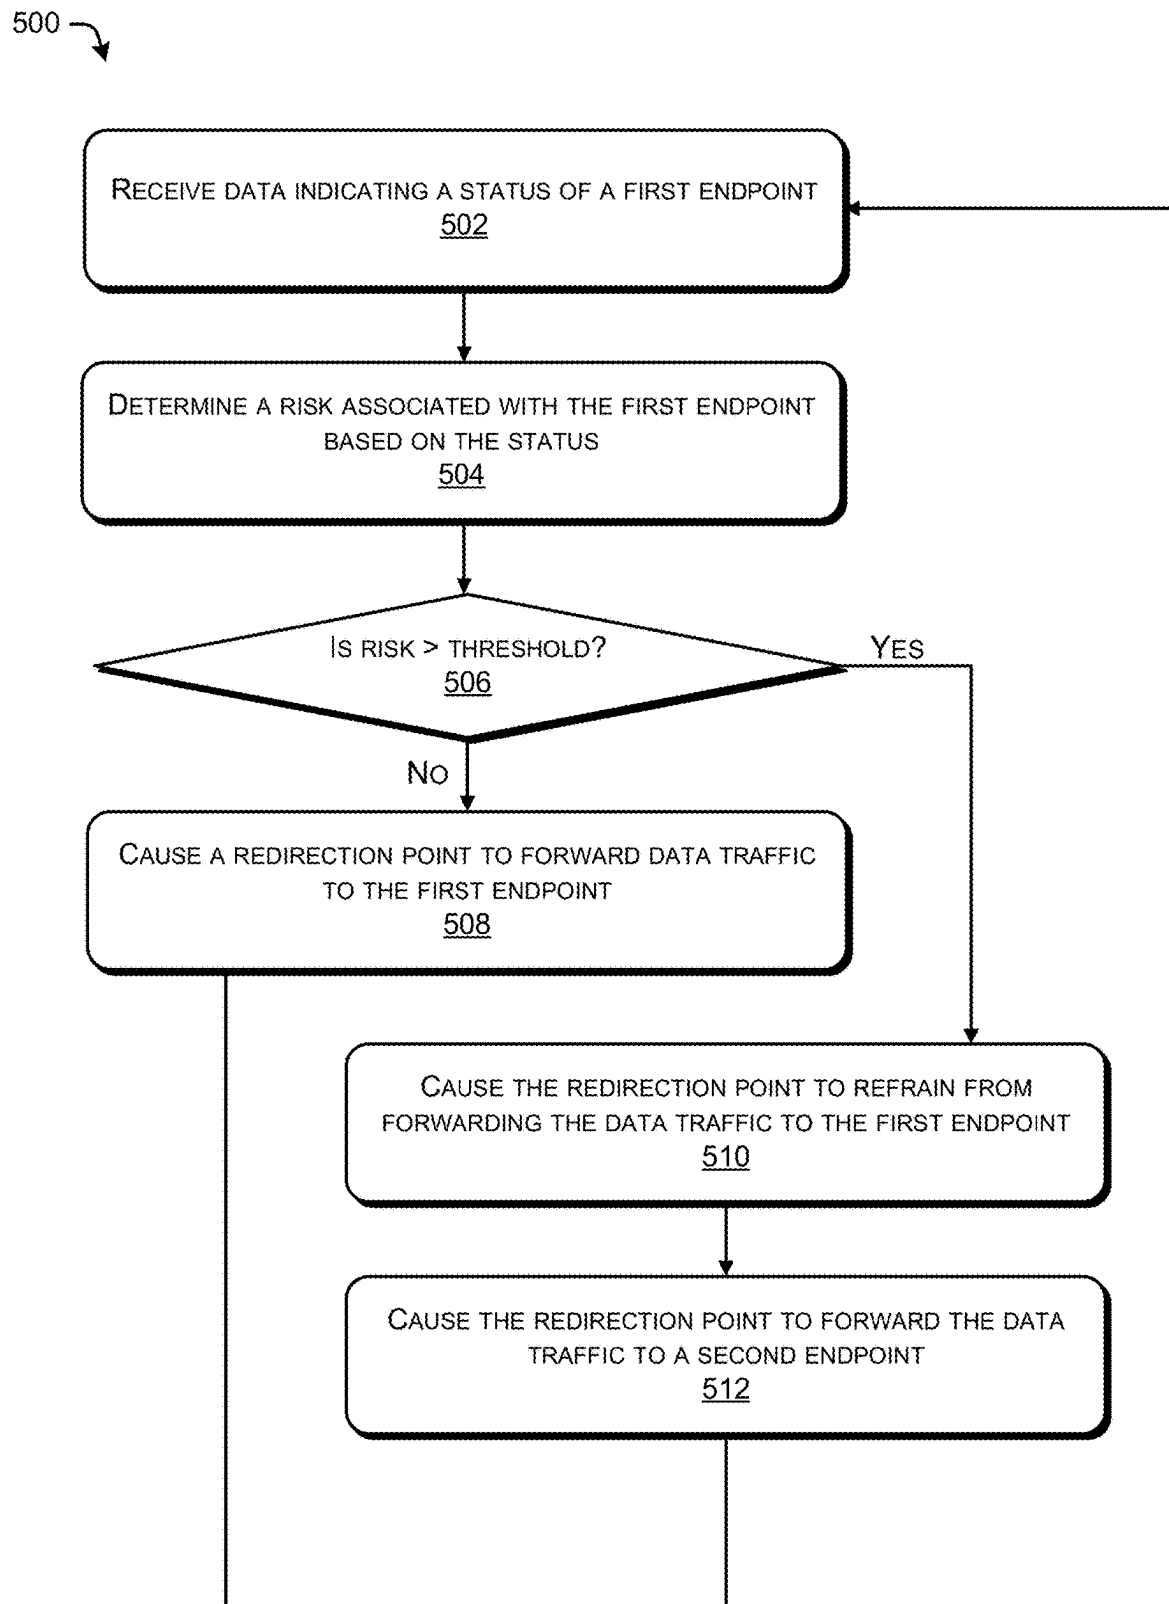 500
RECEIVE DATA INDICATING A STATUS OF A FIRST ENDPOINT
502
DETERMINE A RISK ASSOCIATED WITH THE FIRST ENDPOINT
BASED ON THE STATUS
504
IS RISK > THRESHOLD?
506
YES
NO
CAUSE A REDIRECTION POINT TO FORWARD DATA TRAFFIC
TO THE FIRST ENDPOINT
508
CAUSE THE REDIRECTION POINT TO REFRAIN FROM
FORWARDING THE DATA TRAFFIC TO THE FIRST ENDPOINT
510
CAUSE THE REDIRECTION POINT TO FORWARD THE DATA
TRAFFIC TO A SECOND ENDPOINT
512